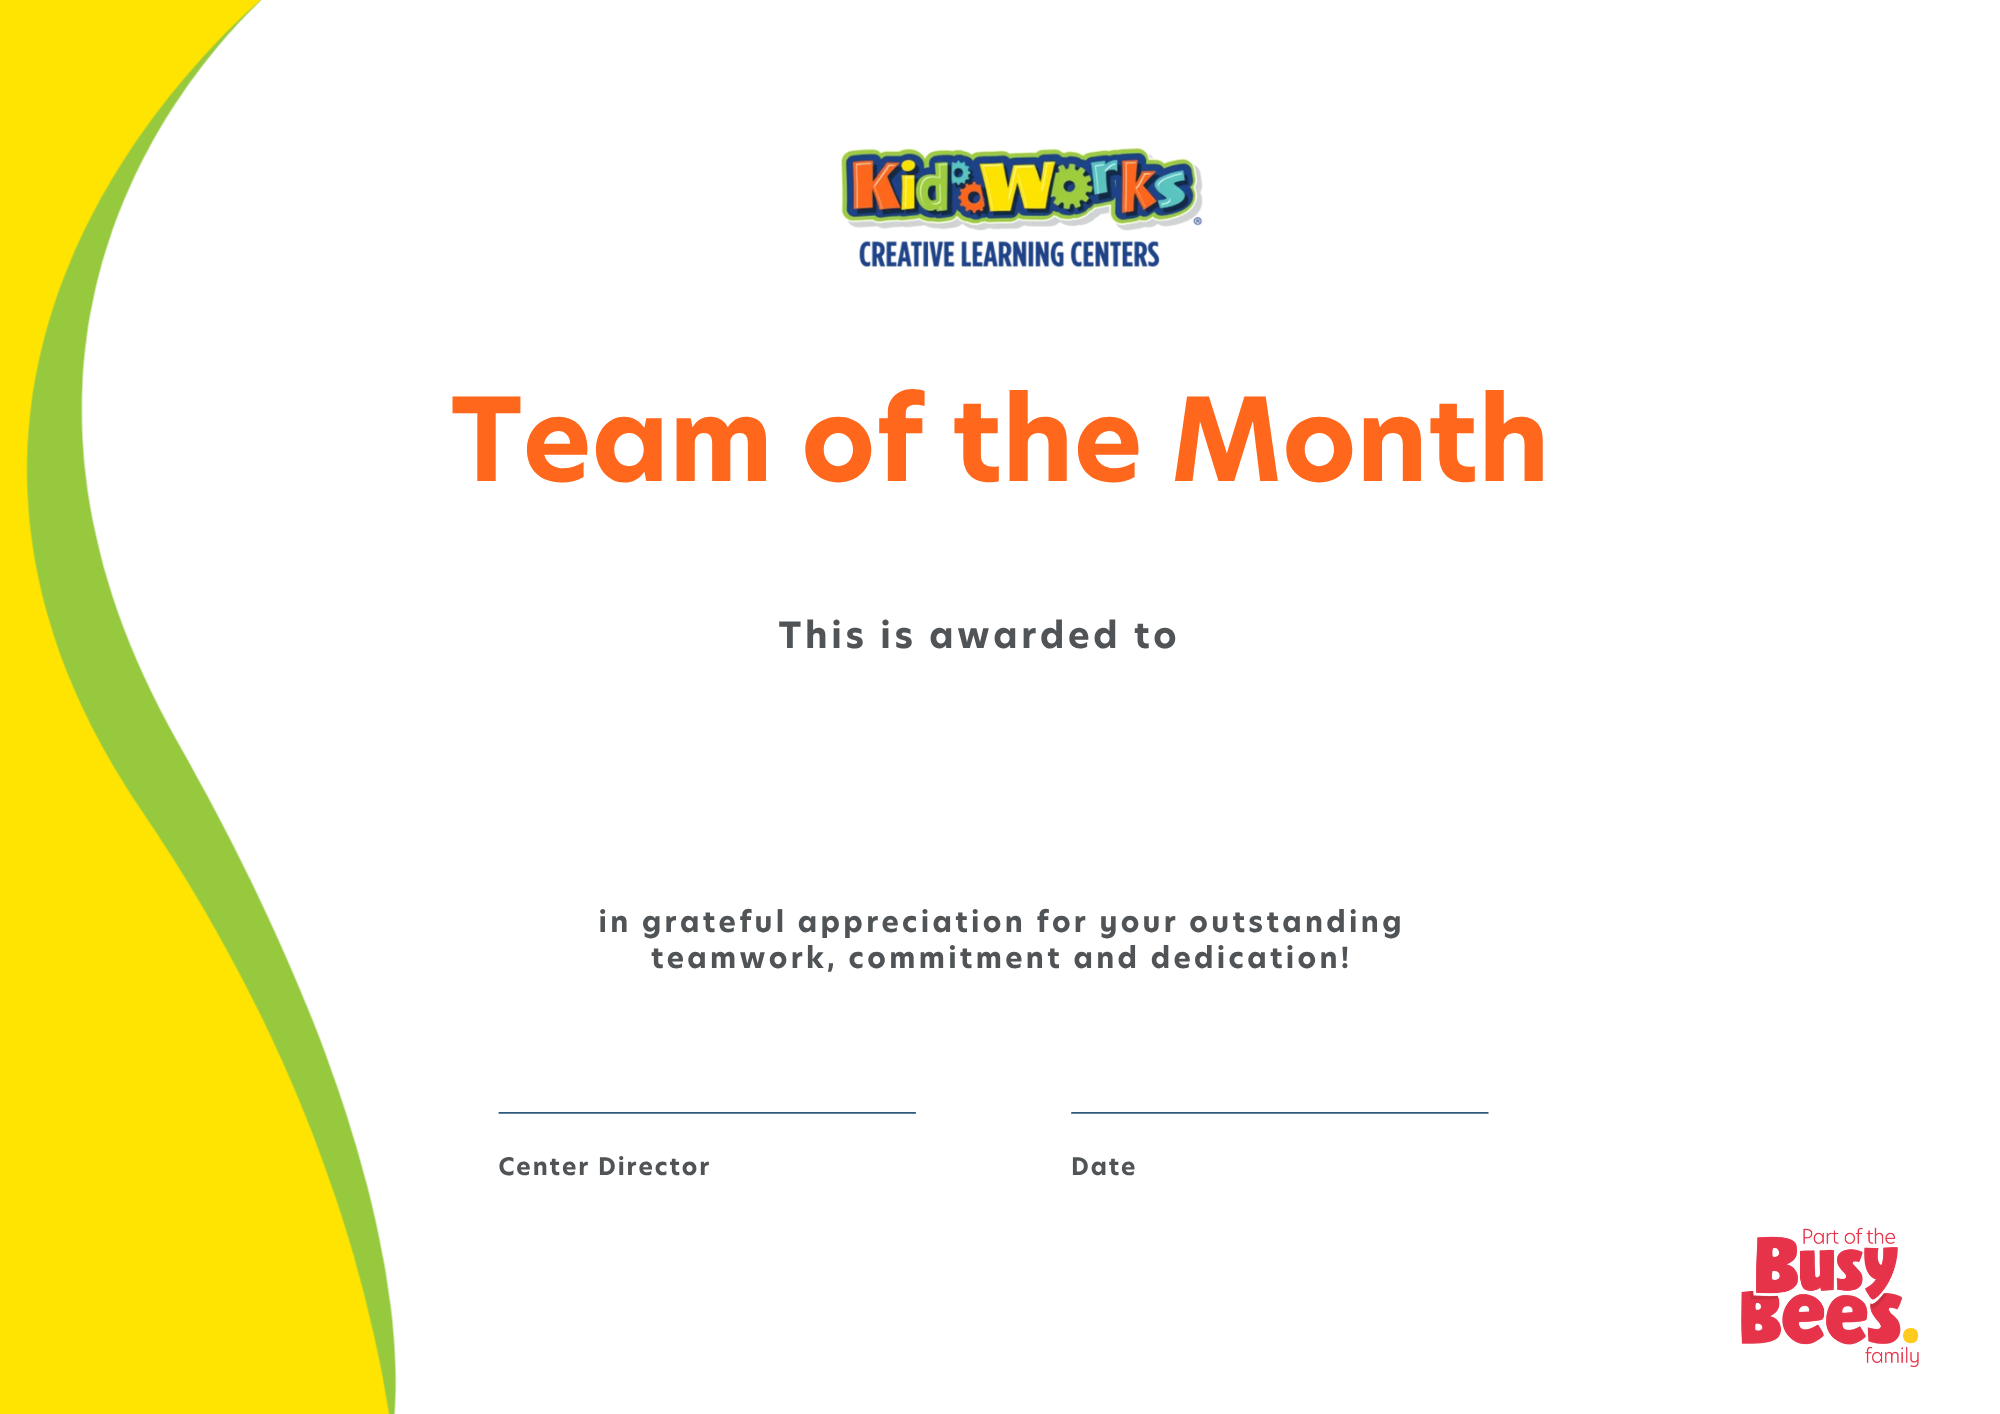 KidWorks®
CREATIVE LEARNING CENTERS
Team of the Month
This is awarded to
in grateful appreciation for your outstanding
teamwork, commitment and dedication!
Center Director
Date
Part of the
Busy
Bees.
family